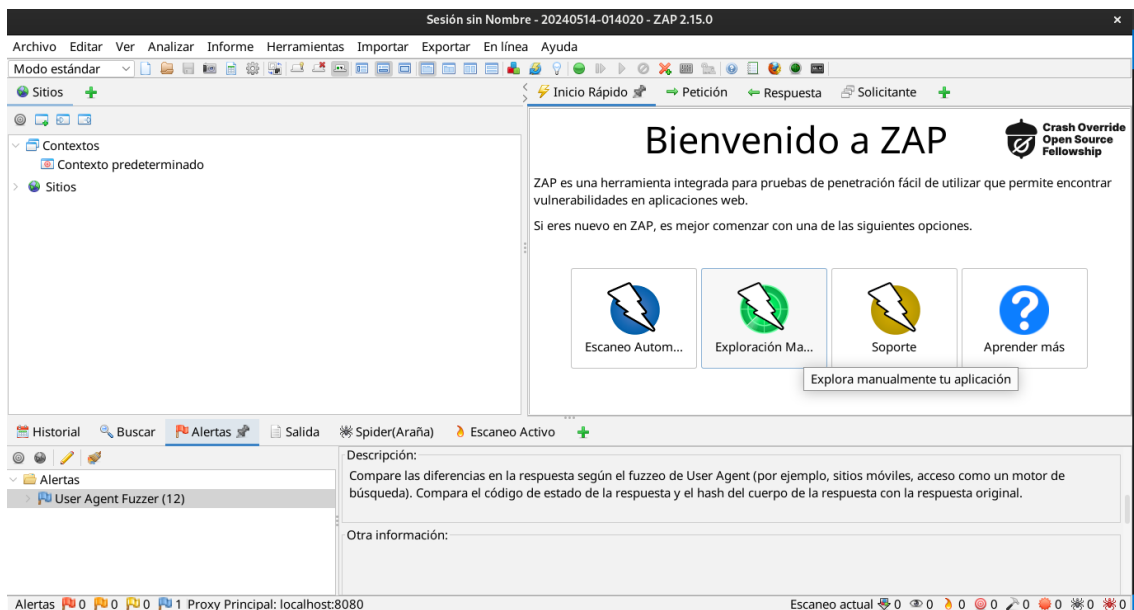 Sesión sin Nombre - 20240514-014020 - ZAP 2.15.0
Archivo Editar Ver Analizar Informe Herramientas Importar Exportar En línea Ayuda
Modo estándar
Sitios
Inicio Rápido Petición Respuesta Solicitante
Contextos
Contexto predeterminado
Sitios
Bienvenido a ZAP
Crash Override
Open Source
Fellowship
ZAP es una herramienta integrada para pruebas de penetración fácil de utilizar que permite encontrar
vulnerabilidades en aplicaciones web.
Si eres nuevo en ZAP, es mejor comenzar con una de las siguientes opciones.
Escaneo Autom... Exploración Ma... Soporte Aprender más
Explora manualmente tu aplicación
Historial Buscar Alertas Salida Spider(Araña) Escaneo Activo
Alertas
User Agent Fuzzer (12)
Descripción:
Compare las diferencias en la respuesta según el fuzzeo de User Agent (por ejemplo, sitios móviles, acceso como un motor de
búsqueda). Compara el código de estado de la respuesta y el hash del cuerpo de la respuesta con la respuesta original.
Otra información:
Alertas 0 0 0 1 Proxy Principal: localhost:8080 Escaneo actual 0 0 0 0 0 0 0 0